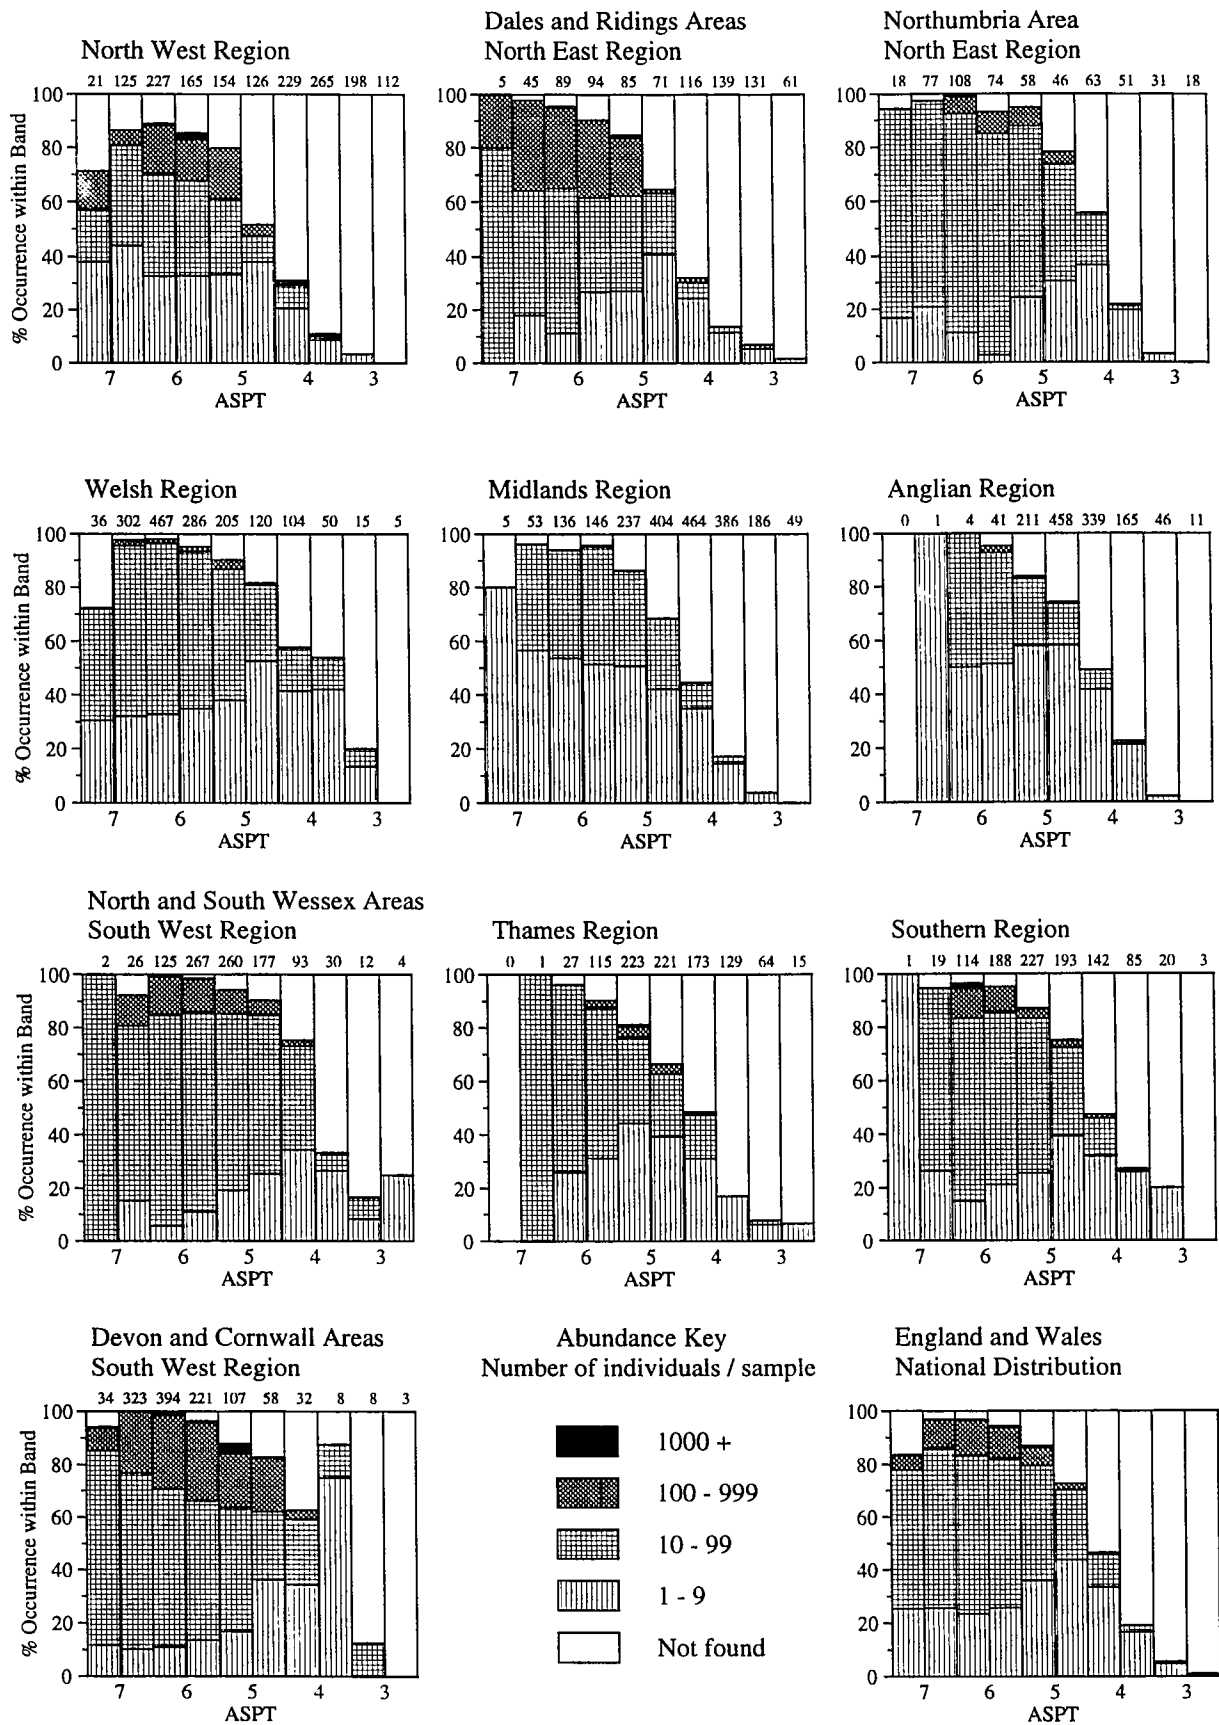 North West Region
21 125 227 165 154 126 229 265 198 112
100
80
60
40
20
0
% Occurrence within Band
7 6 5 4 3
ASPT
Dales and Ridings Areas
North East Region
5 45 89 94 85 71 116 139 131 61
100
80
60
40
20
0
7 6 5 4 3
ASPT
Northumbria Area
North East Region
18 77 108 74 58 46 63 51 31 18
100
80
60
40
20
0
7 6 5 4 3
ASPT
Welsh Region
36 302 467 286 205 120 104 50 15 5
100
80
60
40
20
0
% Occurrence within Band
7 6 5 4 3
ASPT
Midlands Region
5 53 136 146 237 404 464 386 186 49
100
80
60
40
20
0
7 6 5 4 3
ASPT
Anglian Region
0 1 4 41 211 458 339 165 46 11
100
80
60
40
20
0
7 6 5 4 3
ASPT
North and South Wessex Areas
South West Region
2 26 125 267 260 177 93 30 12 4
100
80
60
40
20
0
% Occurrence within Band
7 6 5 4 3
ASPT
Thames Region
0 1 27 115 223 221 173 129 64 15
100
80
60
40
20
0
7 6 5 4 3
ASPT
Southern Region
1 19 114 188 227 193 142 85 20 3
100
80
60
40
20
0
7 6 5 4 3
ASPT
Devon and Cornwall Areas
South West Region
34 323 394 221 107 58 32 8 8 3
100
80
60
40
20
0
% Occurrence within Band
7 6 5 4 3
ASPT
Abundance Key
Number of individuals / sample
1000 +
100 - 999
10 - 99
1 - 9
Not found
England and Wales
National Distribution
100
80
60
40
20
0
7 6 5 4 3
ASPT